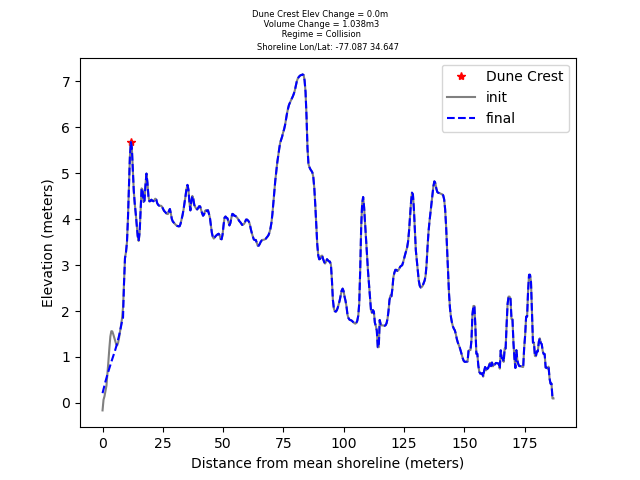 Dune Crest Elev Change = 0.0m
Volume Change = 1.038m3
Regime = Collision
Shoreline Lon/Lat: -77.087 34.647
Dune Crest
init
final
Elevation (meters)
7
6
5
4
3
2
1
0
0 25 50 75 100 125 150 175
Distance from mean shoreline (meters)